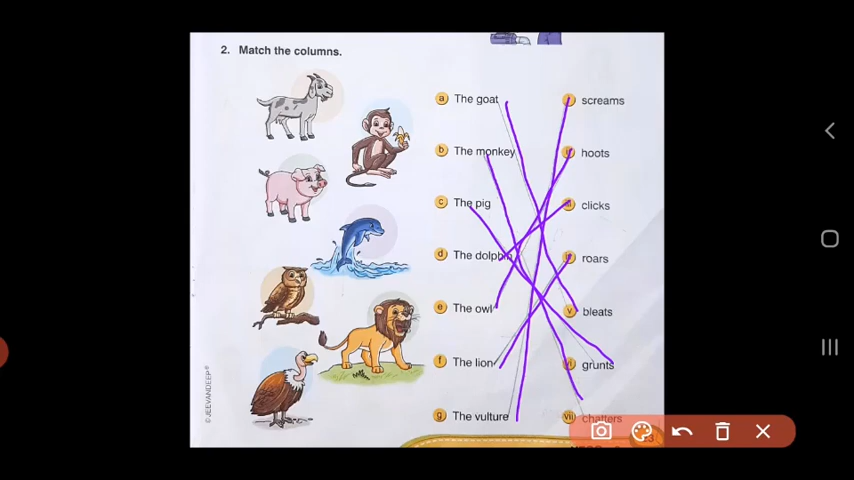 2. Match the columns.
a The goat
i screams
b The monkey
ii hoots
c The pig
iii clicks
d The dolphin
iv roars
e The owl
v bleats
f The lion
vi grunts
g The vulture
vii chatters
©JEEVANDEEP